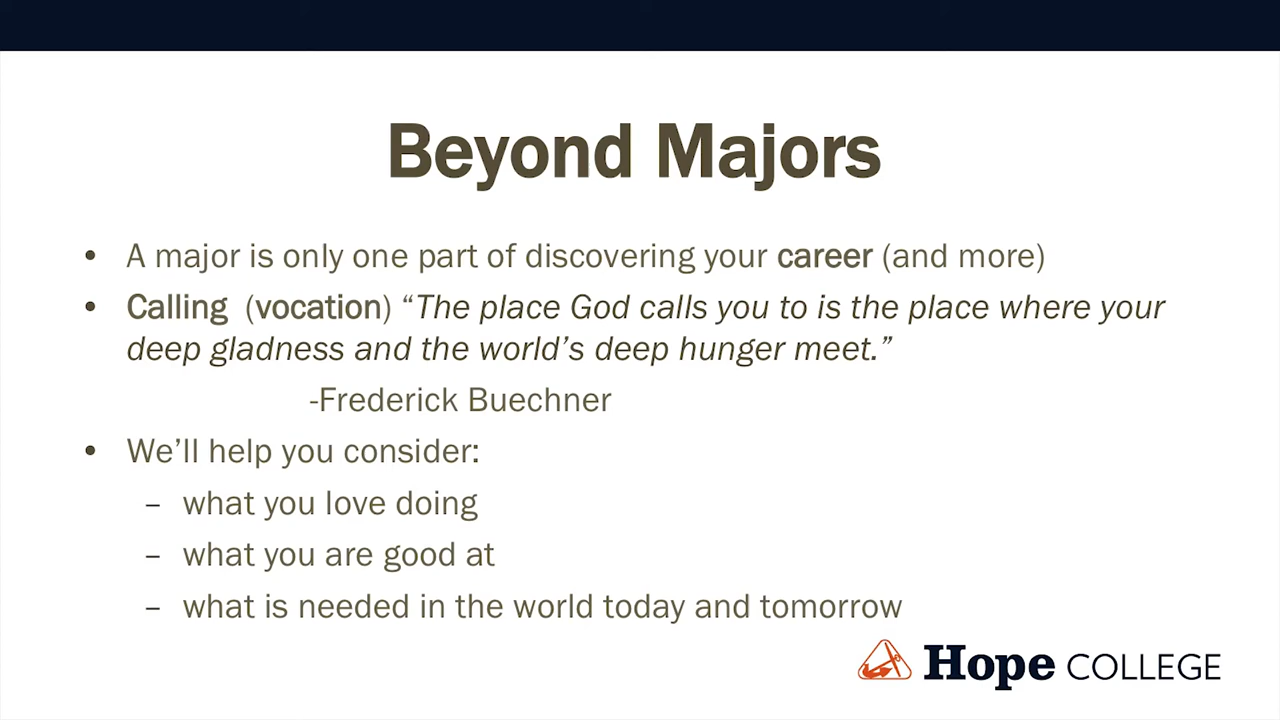 Beyond Majors
• A major is only one part of discovering your career (and more)
• Calling (vocation) “The place God calls you to is the place where your
deep gladness and the world’s deep hunger meet.”
-Frederick Buechner
• We’ll help you consider:
– what you love doing
– what you are good at
– what is needed in the world today and tomorrow
Hope COLLEGE